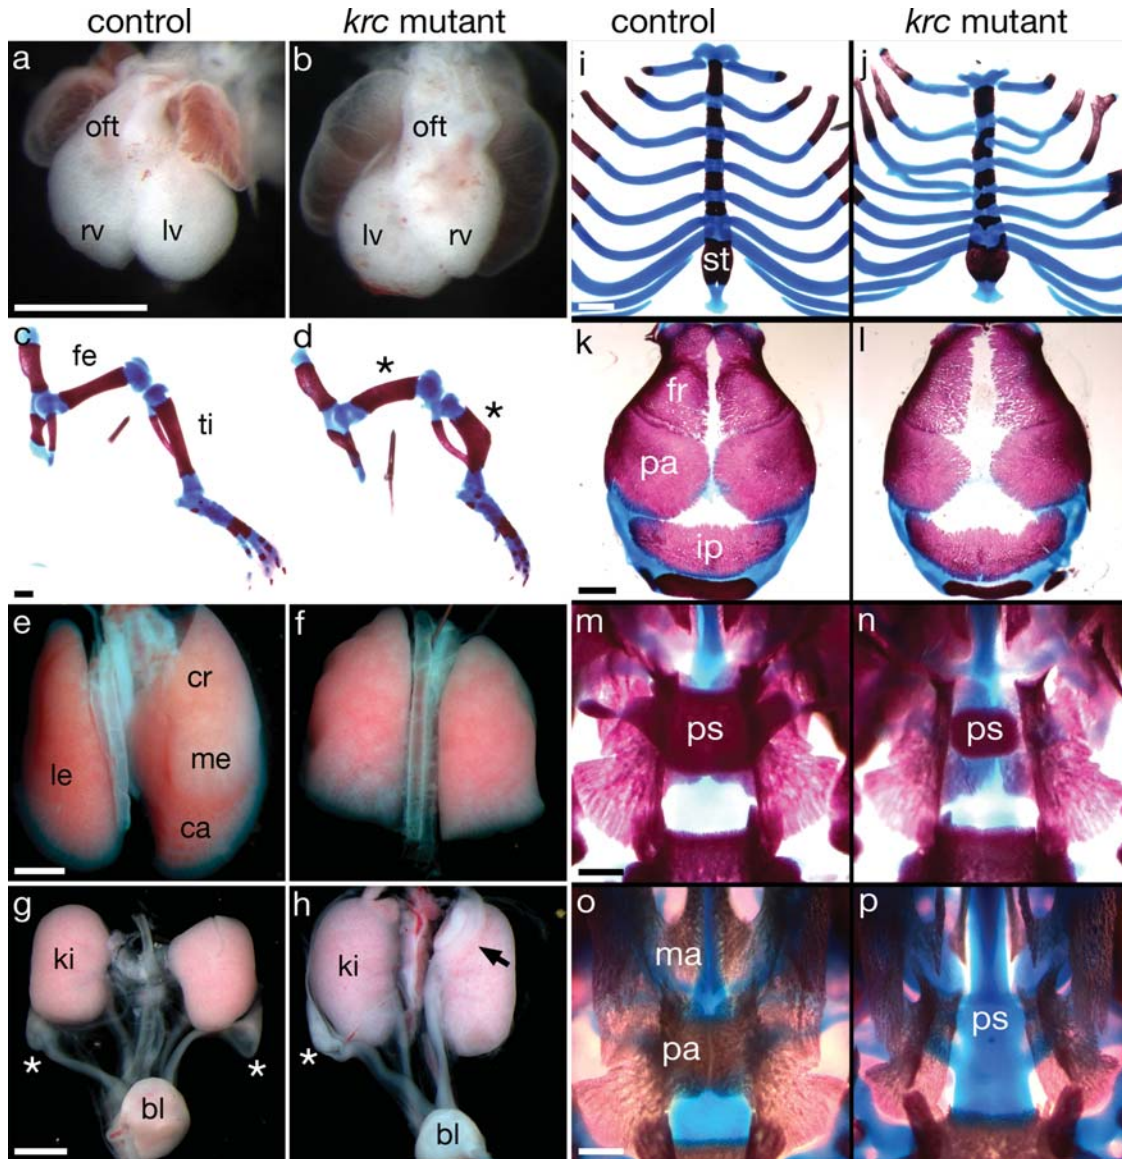 control krc mutant control krc mutant
a oft rv lv
b oft lv rv
c fe ti
d * *
e le cr me ca
f
g ki * * bl
h ki * bl
i st
j
k fr pa ip
l
m ps
n ps
o ma pa
p ps